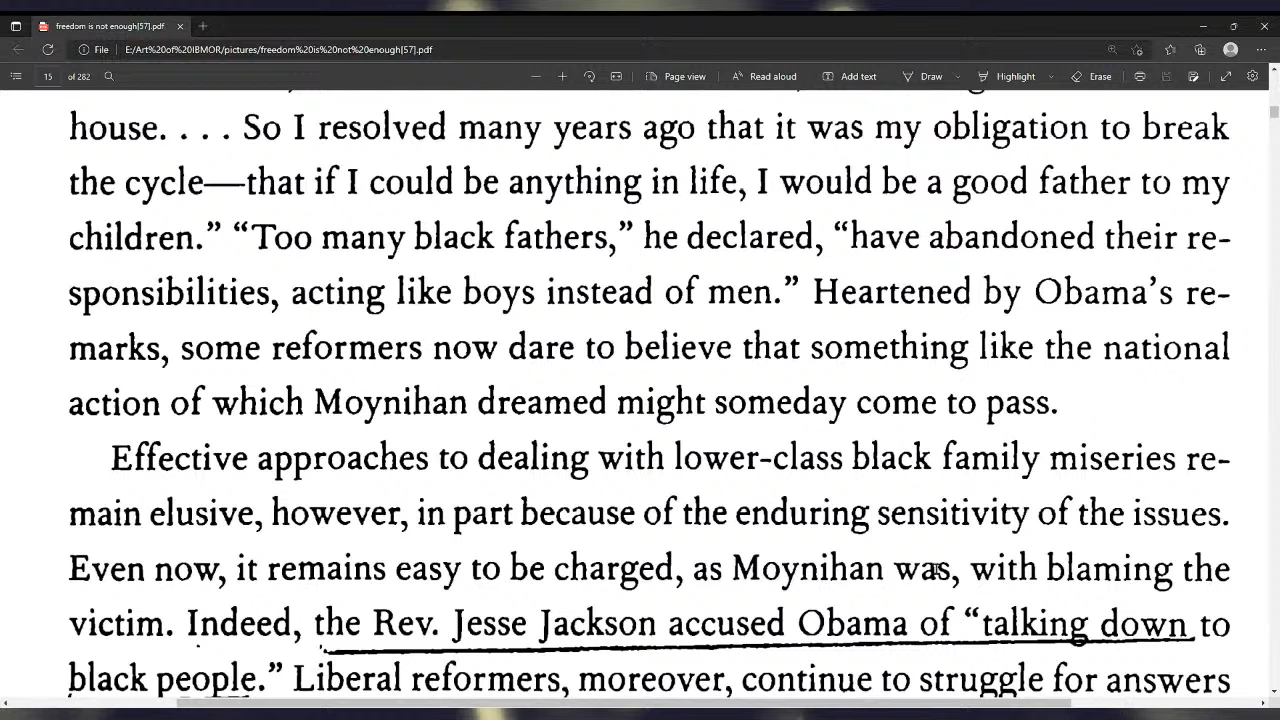 freedom is not enough[57].pdf
File E:/Art%20of%20IBMOR/pictures/freedom%20is%20not%20enough[57].pdf
15 of 282 Page view Read aloud Add text Draw Highlight Erase
house. . . . So I resolved many years ago that it was my obligation to break
the cycle—that if I could be anything in life, I would be a good father to my
children.” “Too many black fathers,” he declared, “have abandoned their re-
sponsibilities, acting like boys instead of men.” Heartened by Obama’s re-
marks, some reformers now dare to believe that something like the national
action of which Moynihan dreamed might someday come to pass.
Effective approaches to dealing with lower-class black family miseries re-
main elusive, however, in part because of the enduring sensitivity of the issues.
Even now, it remains easy to be charged, as Moynihan was, with blaming the
victim. Indeed, the Rev. Jesse Jackson accused Obama of “talking down to
black people.” Liberal reformers, moreover, continue to struggle for answers